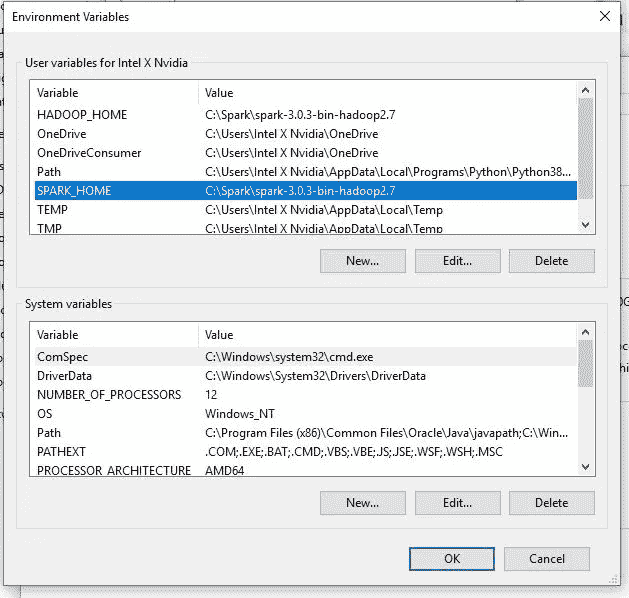 Environment Variables
User variables for Intel X Nvidia
Variable Value
HADOOP_HOME C:\Spark\spark-3.0.3-bin-hadoop2.7
OneDrive C:\Users\Intel X Nvidia\OneDrive
OneDriveConsumer C:\Users\Intel X Nvidia\OneDrive
Path C:\Users\Intel X Nvidia\AppData\Local\Programs\Python\Python38...
SPARK_HOME C:\Spark\spark-3.0.3-bin-hadoop2.7
TEMP C:\Users\Intel X Nvidia\AppData\Local\Temp
TMP C:\Users\Intel X Nvidia\AppData\Local\Temp
New... Edit... Delete
System variables
Variable Value
ComSpec C:\Windows\system32\cmd.exe
DriverData C:\Windows\System32\Drivers\DriverData
NUMBER_OF_PROCESSORS 12
OS Windows_NT
Path C:\Program Files (x86)\Common Files\Oracle\Java\javapath;C:\Win...
PATHEXT .COM;.EXE;.BAT;.CMD;.VBS;.VBE;.JS;.JSE;.WSF;.WSH;.MSC
PROCESSOR_ARCHITECTURE AMD64
New... Edit... Delete
OK Cancel